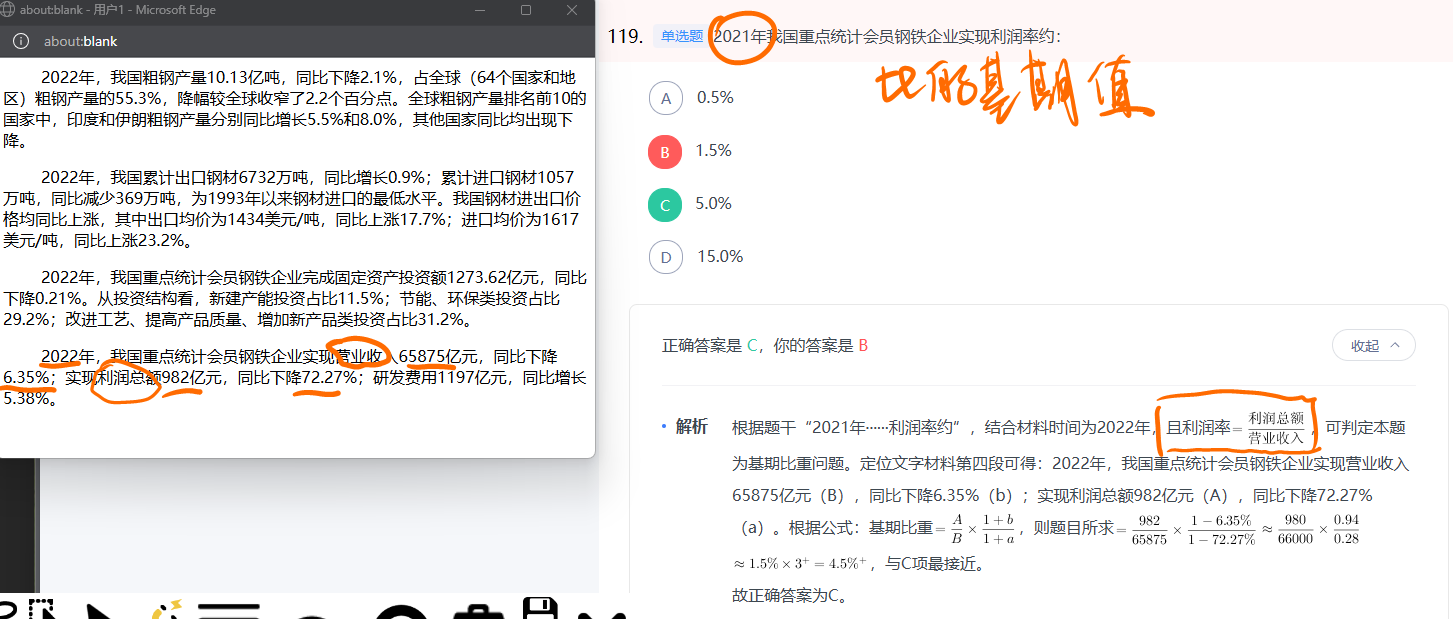 about:blank - 用户1 - Microsoft Edge
about:blank
2022年，我国粗钢产量10.13亿吨，同比下降2.1%，占全球（64个国家和地
区）粗钢产量的55.3%，降幅较全球收窄了2.2个百分点。全球粗钢产量排名前10的
国家中，印度和伊朗粗钢产量分别同比增长5.5%和8.0%，其他国家同比均出现下
降。
2022年，我国累计出口钢材6732万吨，同比增长0.9%；累计进口钢材1057
万吨，同比减少369万吨，为1993年以来钢材进口的最低水平。我国钢材进出口价
格均同比上涨，其中出口均价为1434美元/吨，同比上涨17.7%；进口均价为1617
美元/吨，同比上涨23.2%。
2022年，我国重点统计会员钢铁企业完成固定资产投资额1273.62亿元，同比
下降0.21%。从投资结构看，新建产能投资占比11.5%；节能、环保类投资占比
29.2%；改进工艺、提高产品质量、增加新产品类投资占比31.2%。
2022年，我国重点统计会员钢铁企业实现营业收入65875亿元，同比下降
6.35%；实现利润总额982亿元，同比下降72.27%；研发费用1197亿元，同比增长
5.38%。
119. 单选题 2021年我国重点统计会员钢铁企业实现利润率约：
比的基期值
A 0.5%
B 1.5%
C 5.0%
D 15.0%
正确答案是 C，你的答案是 B
收起
解析 根据题干“2021年······利润率约”，结合材料时间为2022年，且利润率=利润总额/营业收入，可判定本题
为基期比重问题。定位文字材料第四段可得：2022年，我国重点统计会员钢铁企业实现营业收入
65875亿元（B），同比下降6.35%（b）；实现利润总额982亿元（A），同比下降72.27%
（a）。根据公式：基期比重=A/B×(1+b)/(1+a)，则题目所求=982/65875×(1−6.35%)/(1−72.27%)≈980/66000×0.94/0.28
≈1.5%×3⁺=4.5%⁺，与C项最接近。
故正确答案为C。